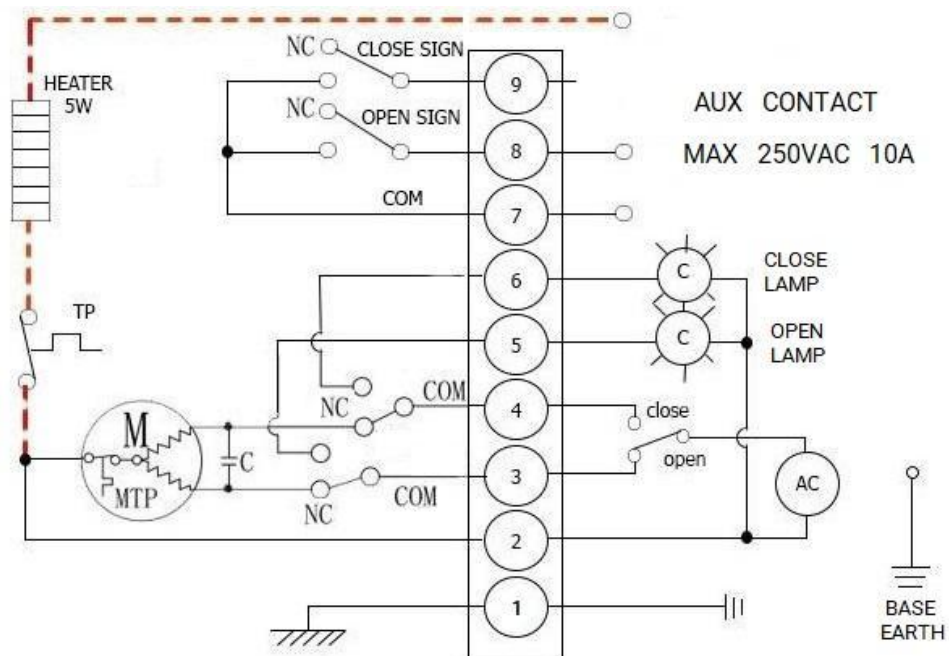 NC
CLOSE SIGN
HEATER
5W
9
AUX CONTACT
NC
OPEN SIGN
8
MAX 250VAC 10A
COM
7
6
C
CLOSE
LAMP
TP
5
C
OPEN
LAMP
NC
COM
4
close
M
C
open
MTP
3
AC
NC
COM
2
1
BASE
EARTH